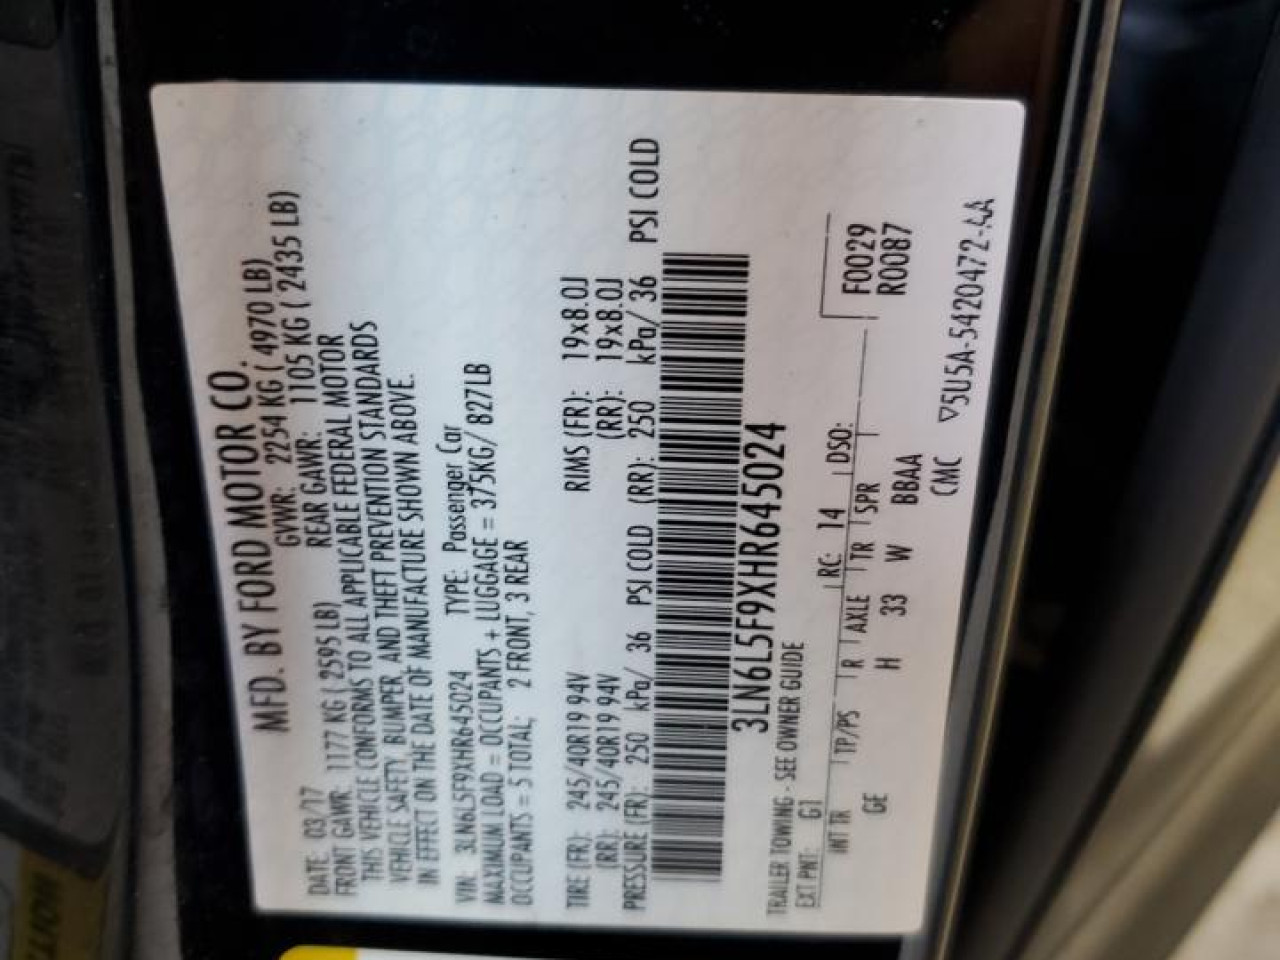 MFD. BY FORD MOTOR CO.
DATE: 03/17 GVWR: 2254 KG ( 4970 LB)
FRONT GAWR: 1177 KG ( 2595 LB) REAR GAWR: 1105 KG ( 2435 LB)
THIS VEHICLE CONFORMS TO ALL APPLICABLE FEDERAL MOTOR
VEHICLE SAFETY, BUMPER, AND THEFT PREVENTION STANDARDS
IN EFFECT ON THE DATE OF MANUFACTURE SHOWN ABOVE.
VIN: 3LN6L5F9XHR645024 TYPE: Passenger Car
MAXIMUM LOAD = OCCUPANTS + LUGGAGE = 375KG/ 827LB
OCCUPANTS = 5 TOTAL; 2 FRONT, 3 REAR
TIRE (FR): 245/40R19 94V RIMS (FR): 19x8.0J
(RR): 245/40R19 94V (RR): 19x8.0J
PRESSURE (FR): 250 kPa/ 36 PSI COLD (RR): 250 kPa/ 36 PSI COLD
3LN6L5F9XHR645024
TRAILER TOWING - SEE OWNER GUIDE
EXT PNT: G1 RC: 14 DSO:
INT TR TP/PS R AXLE TR SPR F0029
GE H 33 W BBAA R0087
CMC ▽5U5A-5420472-AA